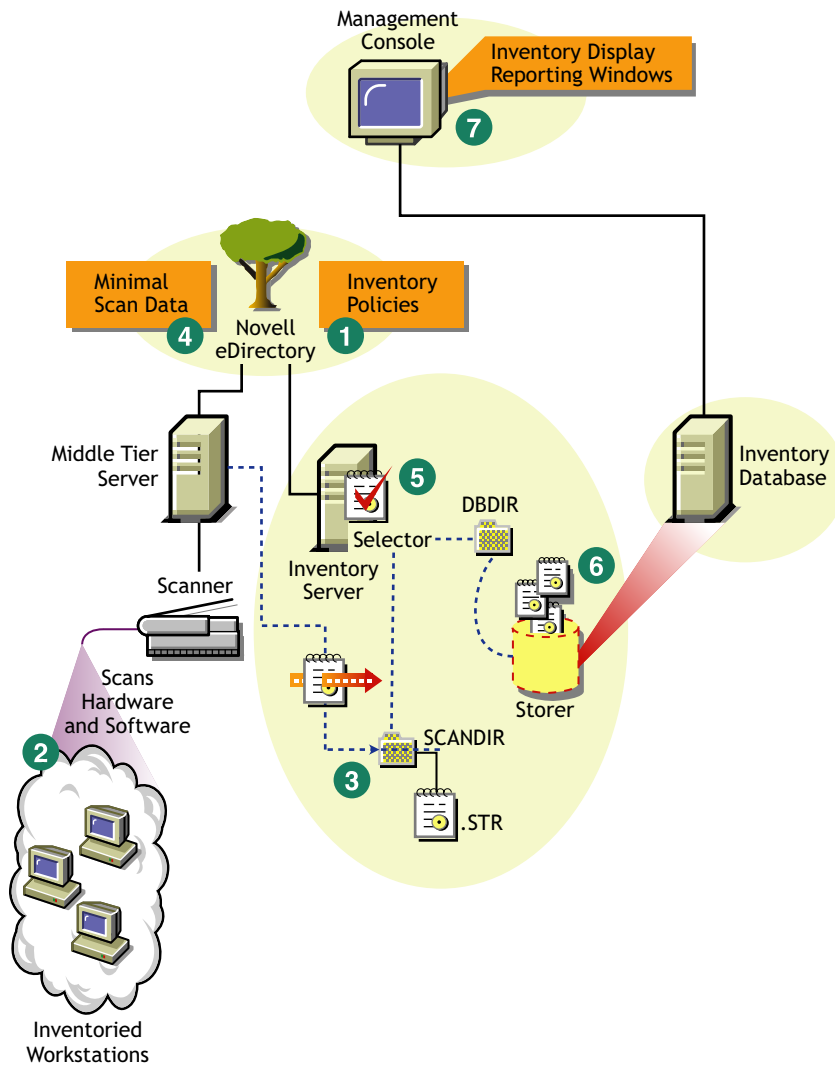 Management
Console
Inventory Display
Reporting Windows
7
Minimal
Scan Data
4
Inventory
Policies
1
Novell
eDirectory
Middle Tier
Server
5
Selector
Inventory
Server
DBDIR
Inventory
Database
6
Storer
Scanner
Scans
Hardware
and Software
2
SCANDIR
3
.STR
Inventoried
Workstations